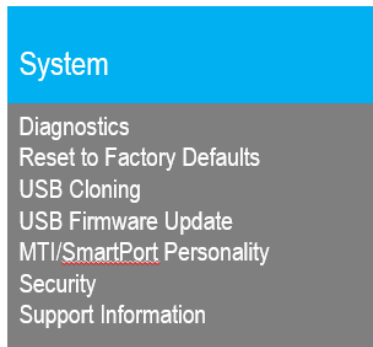 System
Diagnostics
Reset to Factory Defaults
USB Cloning
USB Firmware Update
MTI/SmartPort Personality
Security
Support Information